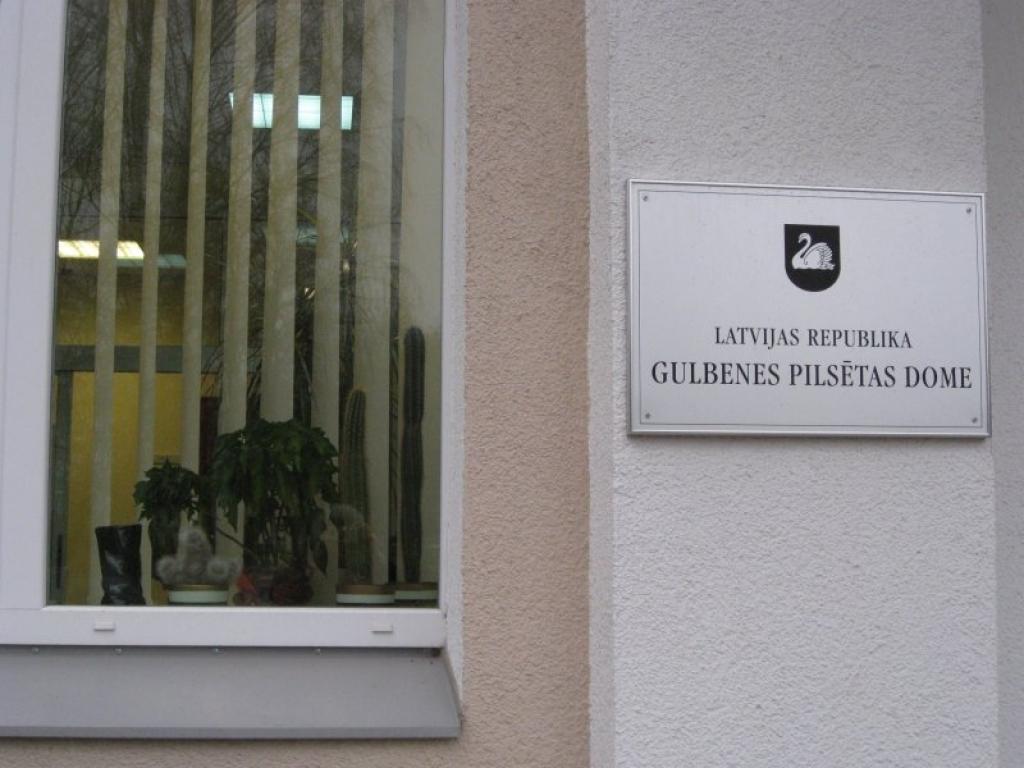 LATVIJAS REPUBLIKA
GULBENES PILSĒTAS DOME